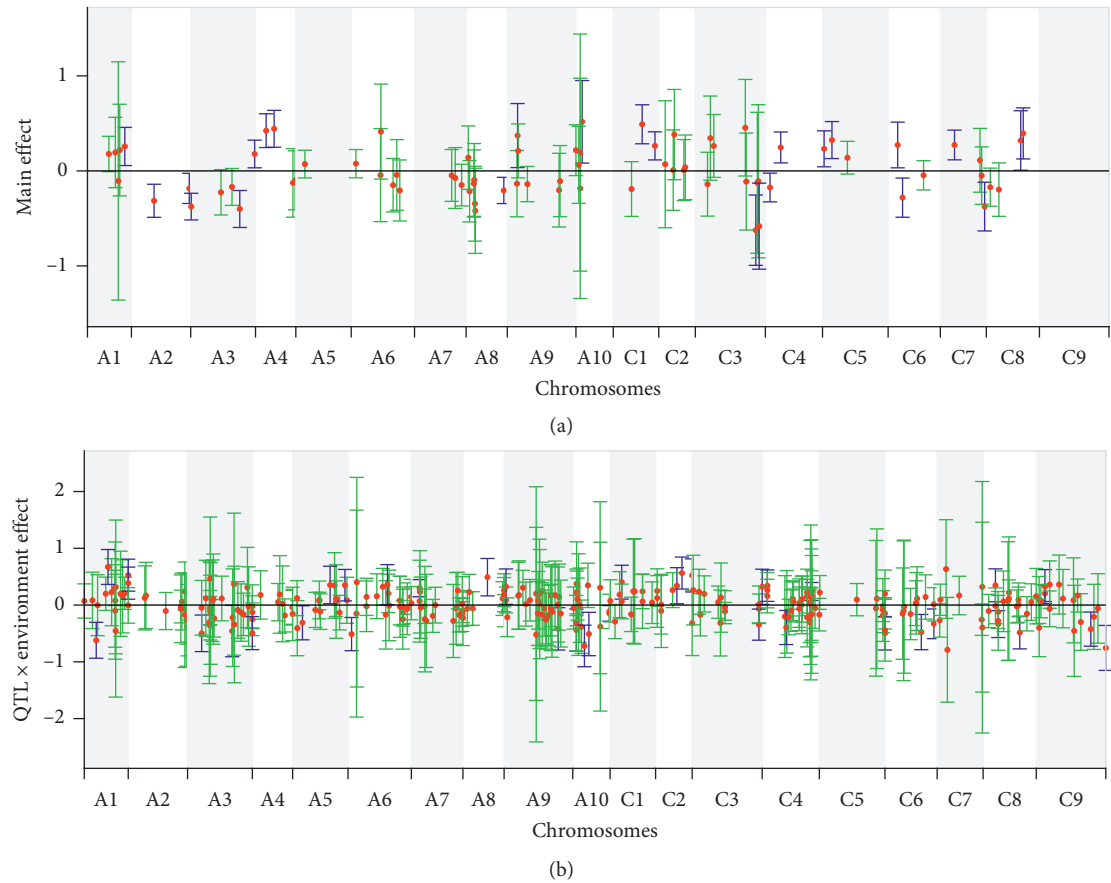 Main effect
1
0
−1
A1 A2 A3 A4 A5 A6 A7 A8 A9 A10 C1 C2 C3 C4 C5 C6 C7 C8 C9
Chromosomes
(a)
QTL × environment effect
2
1
0
−1
−2
A1 A2 A3 A4 A5 A6 A7 A8 A9 A10 C1 C2 C3 C4 C5 C6 C7 C8 C9
Chromosomes
(b)